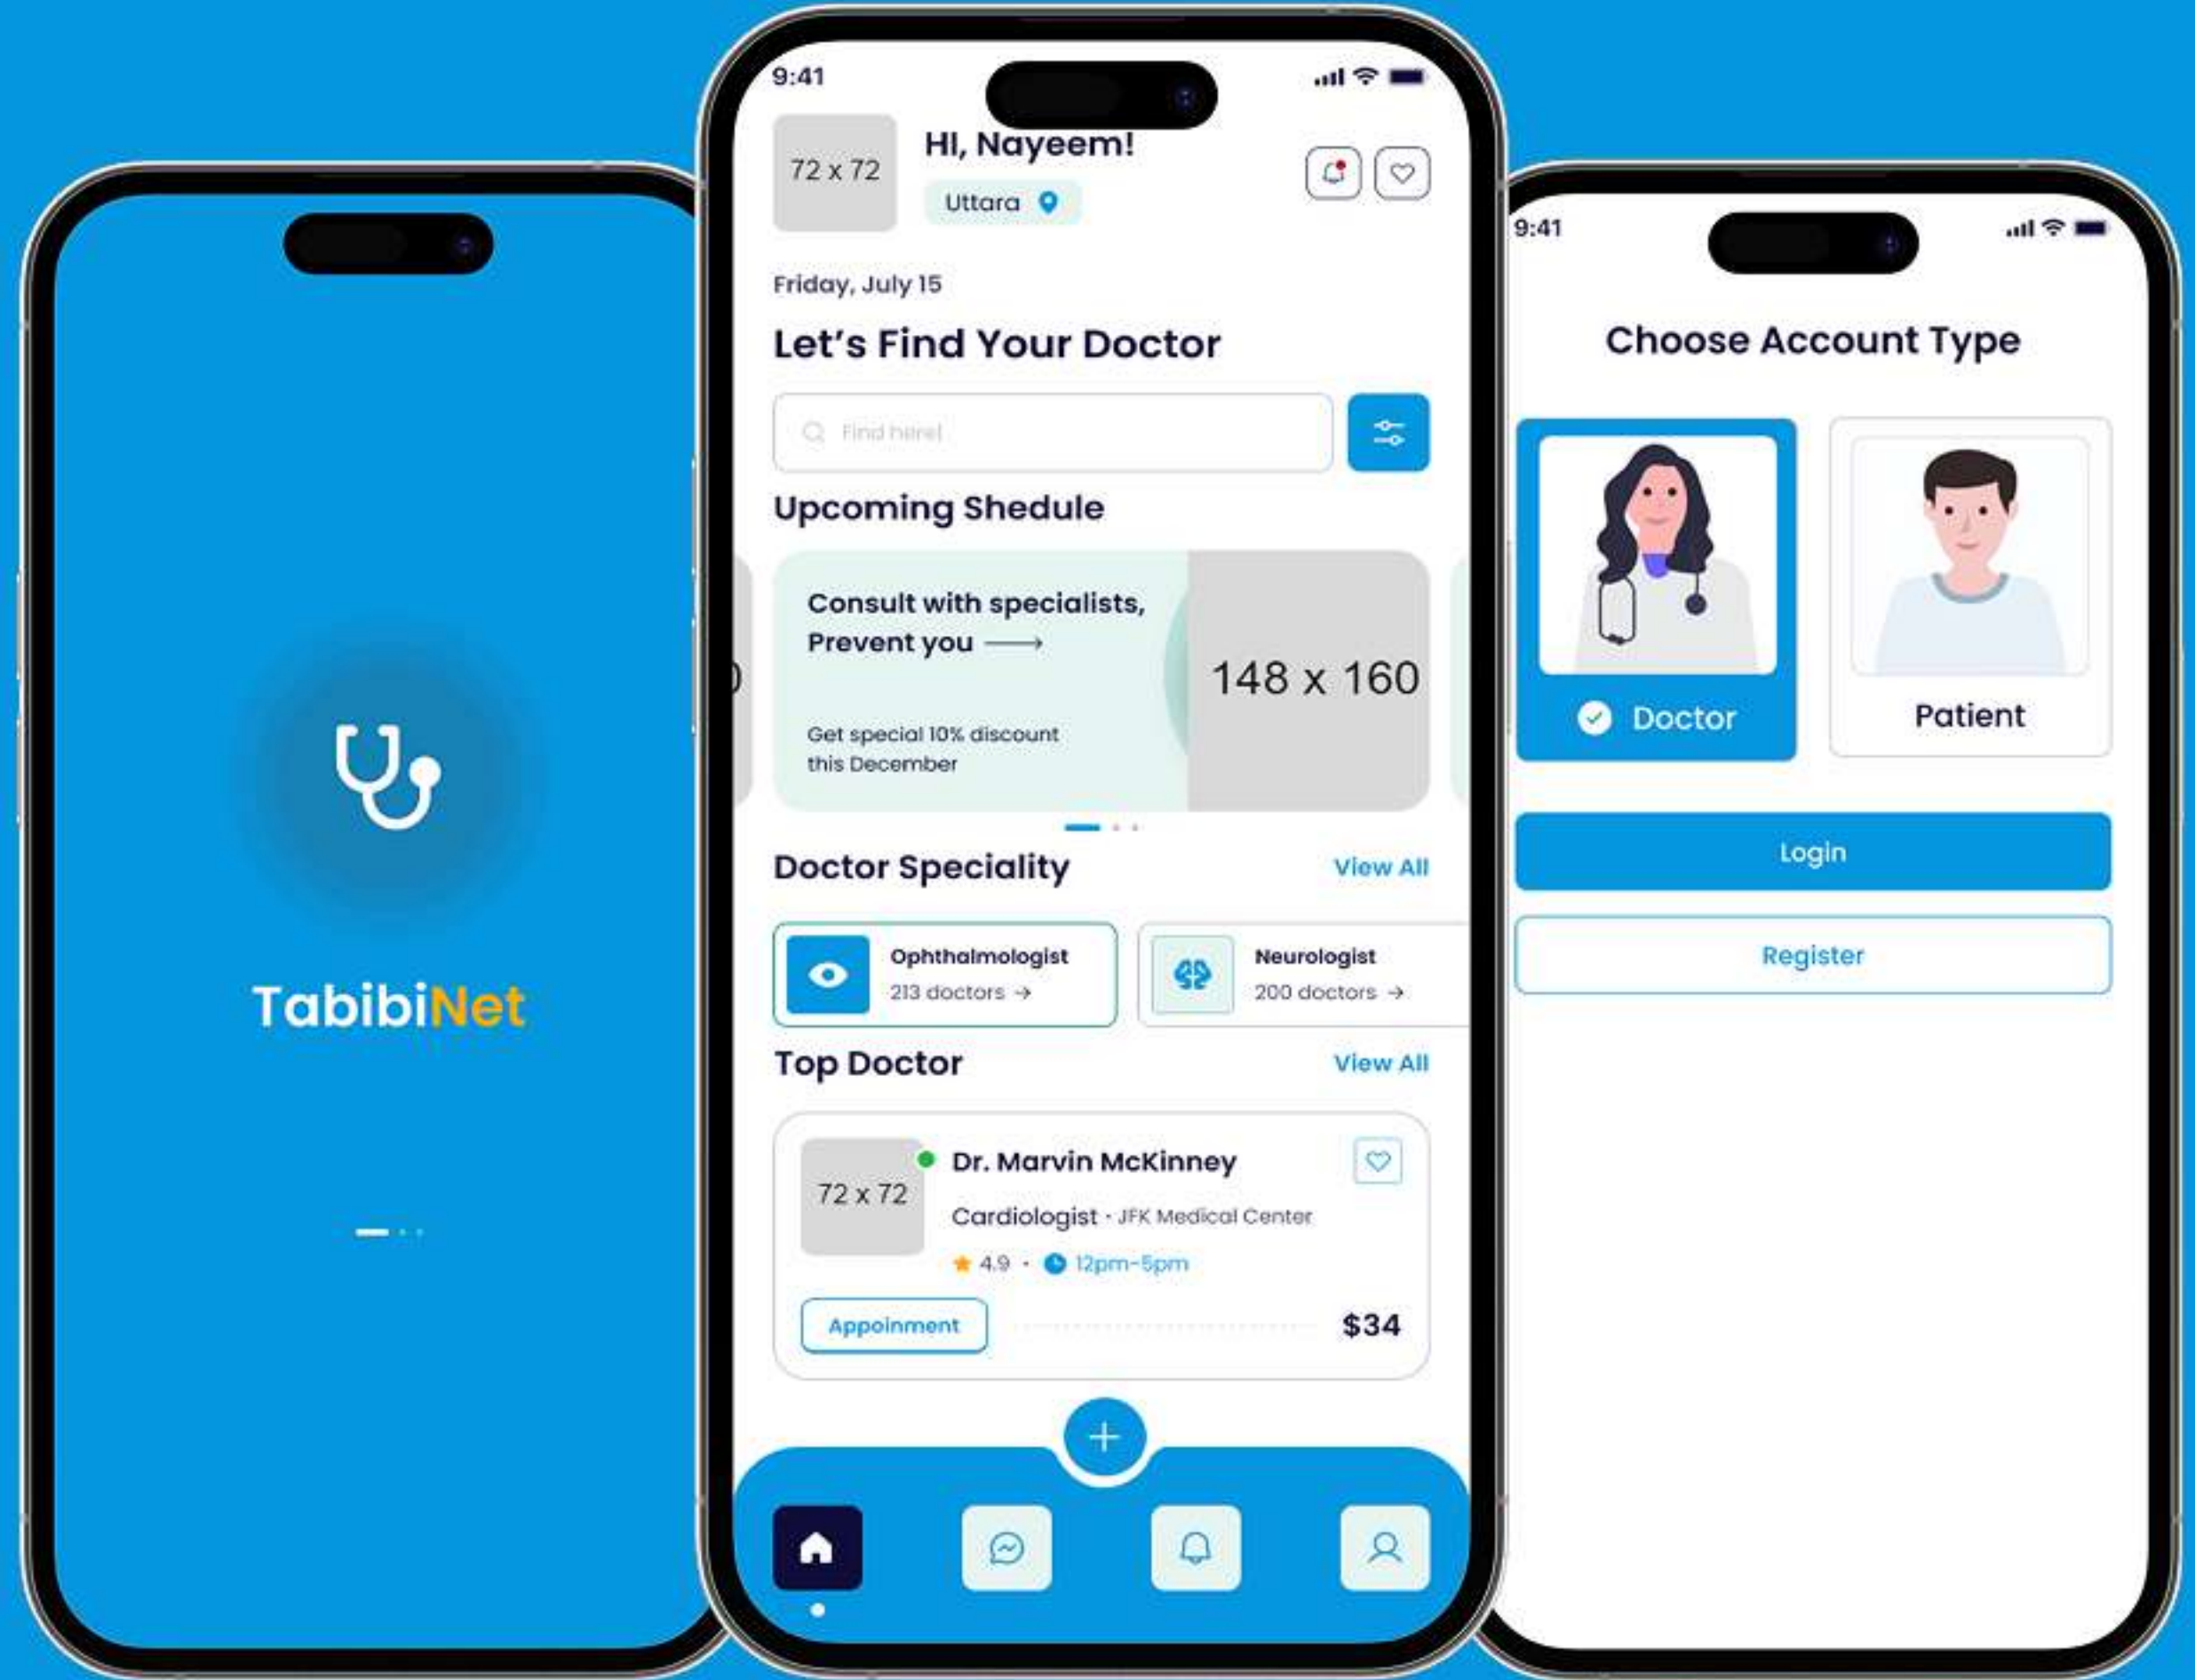 TabibiNet
9:41
72 x 72
HI, Nayeem!
Uttara
Friday, July 15
Let's Find Your Doctor
Find here!
Upcoming Shedule
Consult with specialists,
Prevent you
Get special 10% discount
this December
148 x 160
Doctor Speciality
View All
Ophthalmologist
213 doctors →
Neurologist
200 doctors →
Top Doctor
View All
72 x 72
Dr. Marvin McKinney
Cardiologist · JFK Medical Center
4.9 · 12pm-5pm
Appoinment
$34
9:41
Choose Account Type
Doctor
Patient
Login
Register